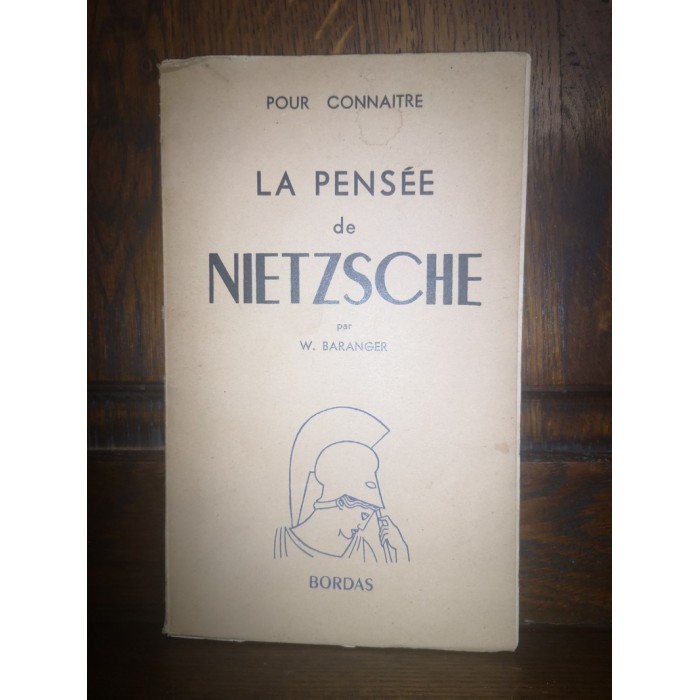 POUR CONNAITRE
LA PENSÉE
de
NIETZSCHE
par
W. BARANGER
BORDAS